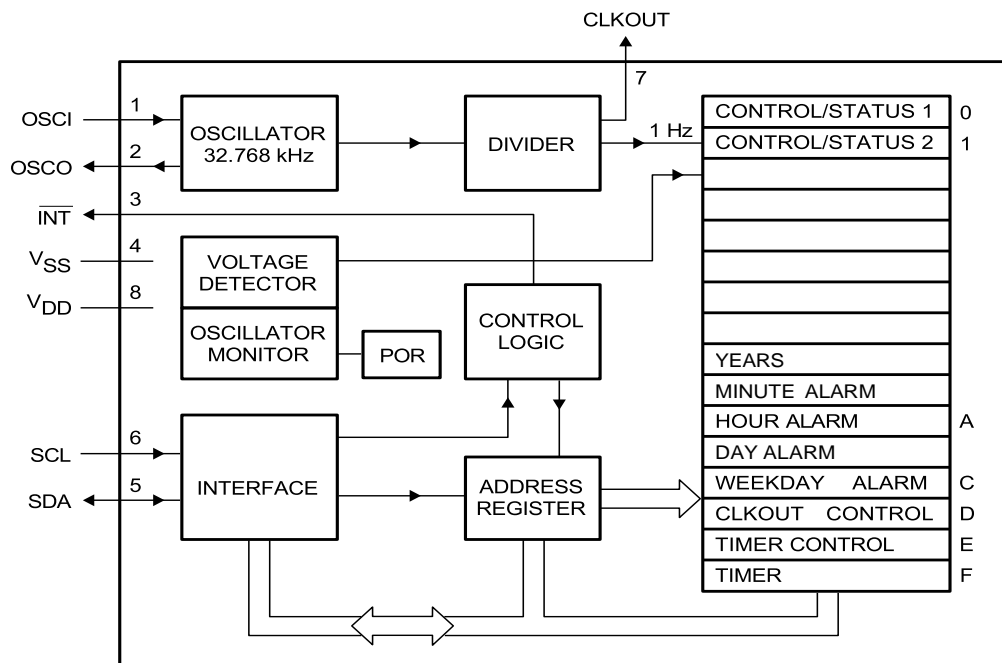 CLKOUT
7
OSCI
1
OSCILLATOR
32.768 kHz
DIVIDER
1 Hz
OSCO
2
INT
3
VSS
4
VDD
8
VOLTAGE
DETECTOR
OSCILLATOR
MONITOR
POR
CONTROL
LOGIC
SCL
6
SDA
5
INTERFACE
ADDRESS
REGISTER
CONTROL/STATUS 1 0
CONTROL/STATUS 2 1
YEARS
MINUTE ALARM
HOUR ALARM A
DAY ALARM
WEEKDAY ALARM C
CLKOUT CONTROL D
TIMER CONTROL E
TIMER F